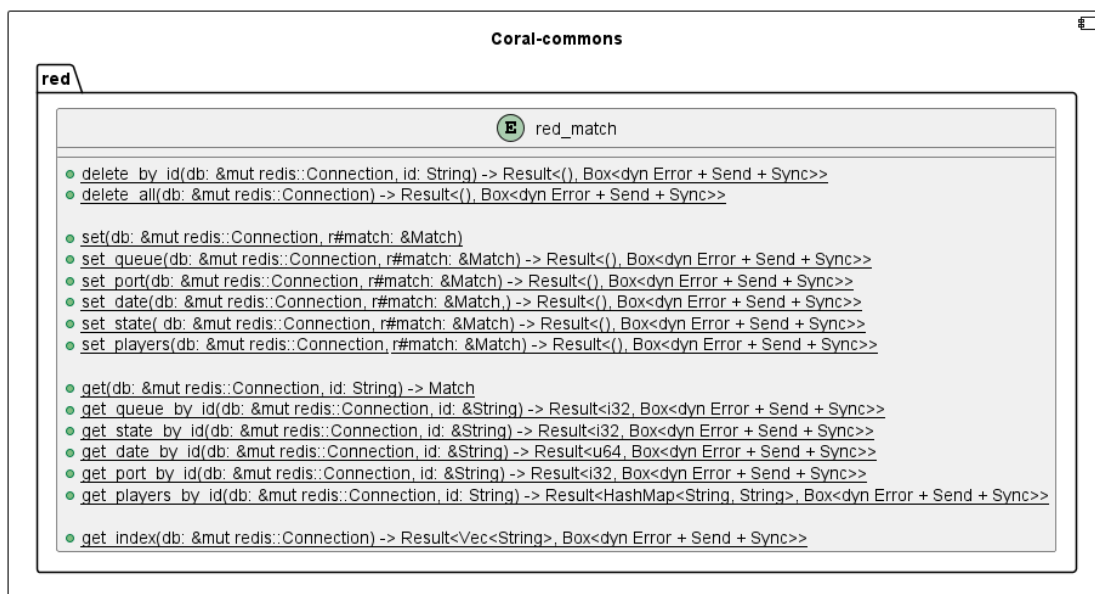 Coral-commons
red
E red_match
delete_by_id(db: &mut redis::Connection, id: String) -> Result<(), Box<dyn Error + Send + Sync>>
delete_all(db: &mut redis::Connection) -> Result<(), Box<dyn Error + Send + Sync>>
set(db: &mut redis::Connection, r#match: &Match)
set_queue(db: &mut redis::Connection, r#match: &Match) -> Result<(), Box<dyn Error + Send + Sync>>
set_port(db: &mut redis::Connection, r#match: &Match) -> Result<(), Box<dyn Error + Send + Sync>>
set_date(db: &mut redis::Connection, r#match: &Match,) -> Result<(), Box<dyn Error + Send + Sync>>
set_state( db: &mut redis::Connection, r#match: &Match) -> Result<(), Box<dyn Error + Send + Sync>>
set_players(db: &mut redis::Connection, r#match: &Match) -> Result<(), Box<dyn Error + Send + Sync>>
get(db: &mut redis::Connection, id: String) -> Match
get_queue_by_id(db: &mut redis::Connection, id: &String) -> Result<i32, Box<dyn Error + Send + Sync>>
get_state_by_id(db: &mut redis::Connection, id: &String) -> Result<i32, Box<dyn Error + Send + Sync>>
get_date_by_id(db: &mut redis::Connection, id: &String) -> Result<u64, Box<dyn Error + Send + Sync>>
get_port_by_id(db: &mut redis::Connection, id: &String) -> Result<i32, Box<dyn Error + Send + Sync>>
get_players_by_id(db: &mut redis::Connection, id: String) -> Result<HashMap<String, String>, Box<dyn Error + Send + Sync>>
get_index(db: &mut redis::Connection) -> Result<Vec<String>, Box<dyn Error + Send + Sync>>